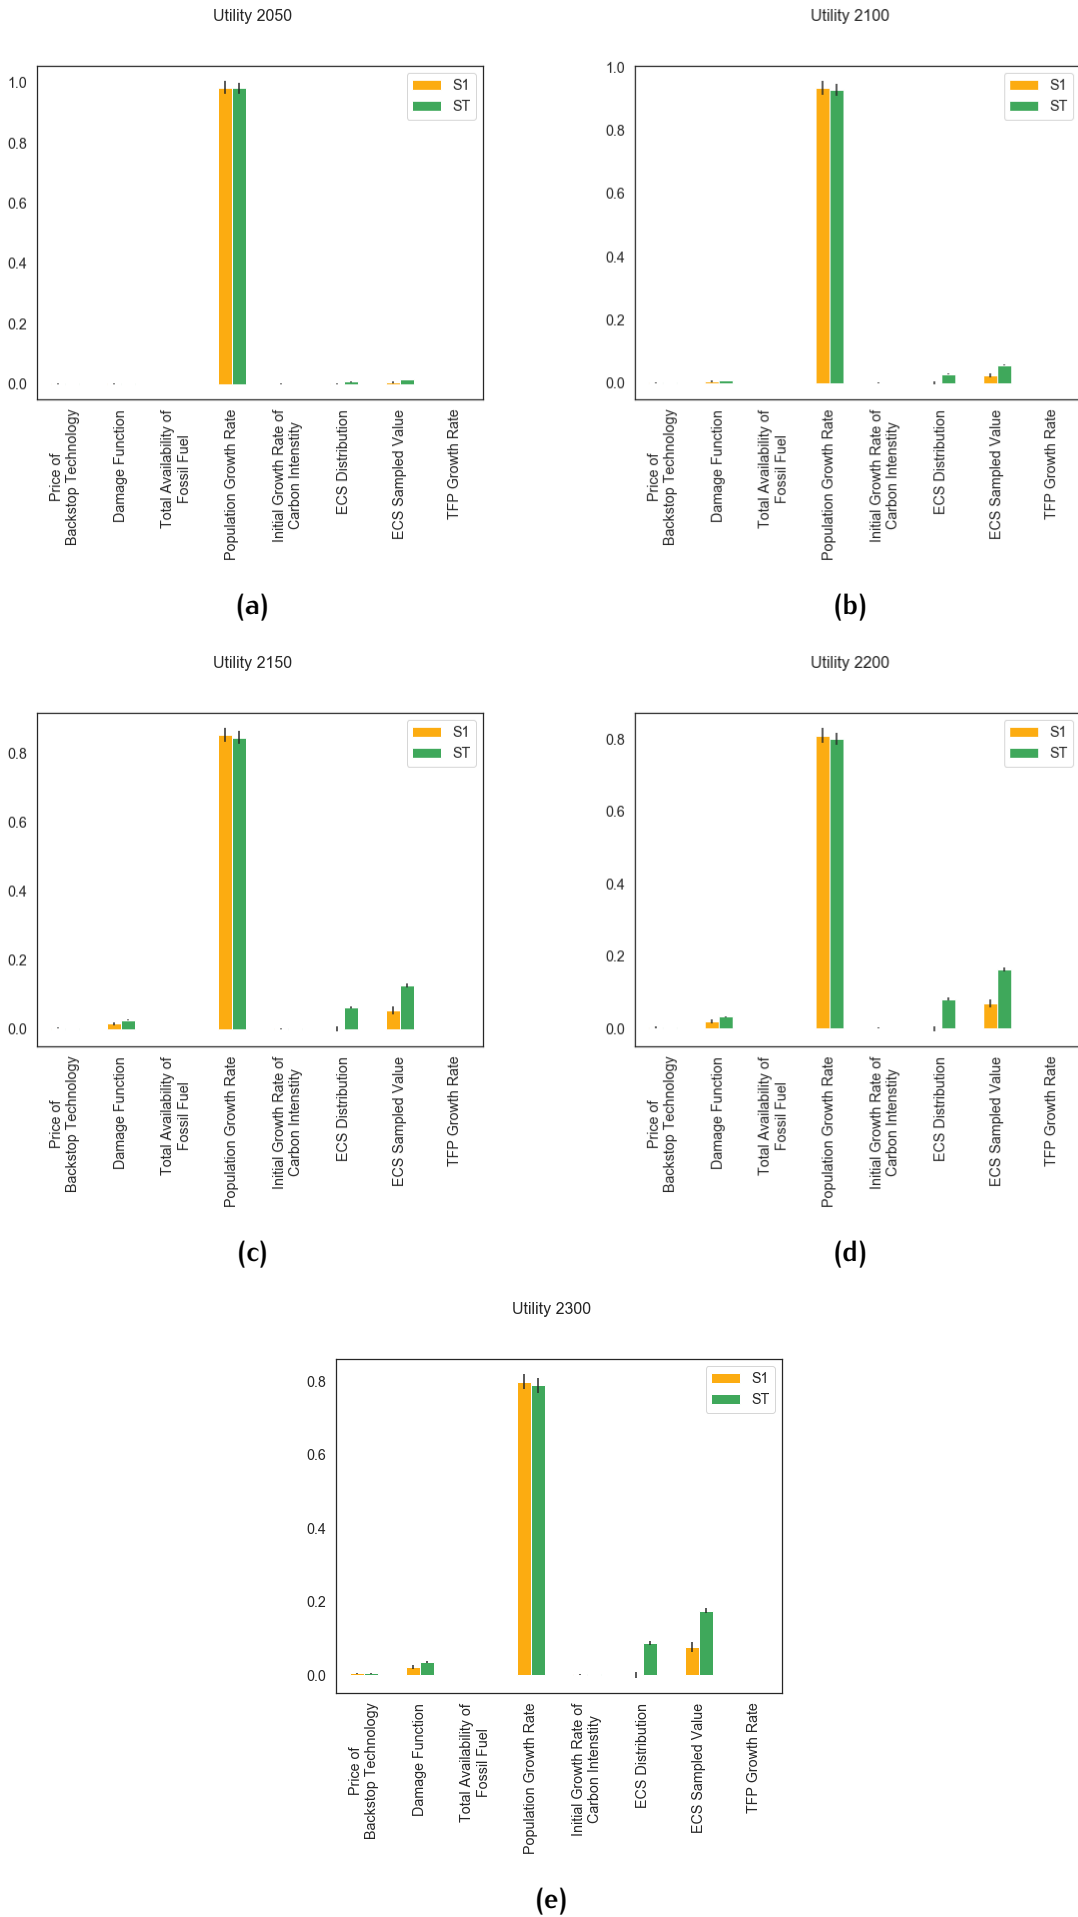 Utility 2050
1.0
0.8
0.6
0.4
0.2
0.0
S1
ST
Price of
Backstop Technology
Damage Function
Total Availability of
Fossil Fuel
Population Growth Rate
Initial Growth Rate of
Carbon Intenstity
ECS Distribution
ECS Sampled Value
TFP Growth Rate
(a)
Utility 2100
1.0
0.8
0.6
0.4
0.2
0.0
S1
ST
Price of
Backstop Technology
Damage Function
Total Availability of
Fossil Fuel
Population Growth Rate
Initial Growth Rate of
Carbon Intenstity
ECS Distribution
ECS Sampled Value
TFP Growth Rate
(b)
Utility 2150
0.8
0.6
0.4
0.2
0.0
S1
ST
Price of
Backstop Technology
Damage Function
Total Availability of
Fossil Fuel
Population Growth Rate
Initial Growth Rate of
Carbon Intenstity
ECS Distribution
ECS Sampled Value
TFP Growth Rate
(c)
Utility 2200
0.8
0.6
0.4
0.2
0.0
S1
ST
Price of
Backstop Technology
Damage Function
Total Availability of
Fossil Fuel
Population Growth Rate
Initial Growth Rate of
Carbon Intenstity
ECS Distribution
ECS Sampled Value
TFP Growth Rate
(d)
Utility 2300
0.8
0.6
0.4
0.2
0.0
S1
ST
Price of
Backstop Technology
Damage Function
Total Availability of
Fossil Fuel
Population Growth Rate
Initial Growth Rate of
Carbon Intenstity
ECS Distribution
ECS Sampled Value
TFP Growth Rate
(e)